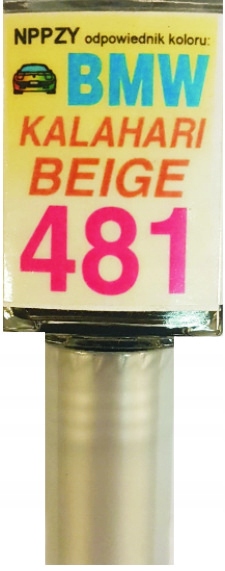 NPPZY odpowiednik koloru:
BMW
KALAHARI
BEIGE
481